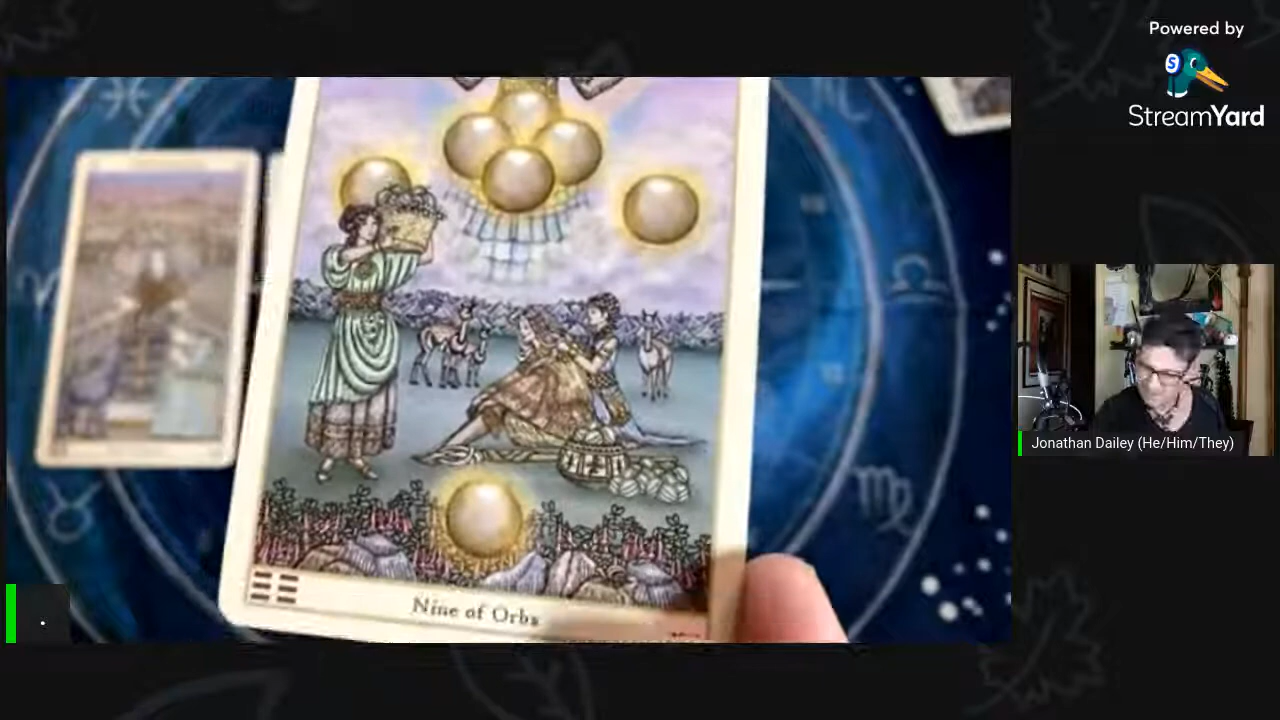 Powered by
S
StreamYard
Jonathan Dailey (He/Him/They)
.
Nine of Orbs